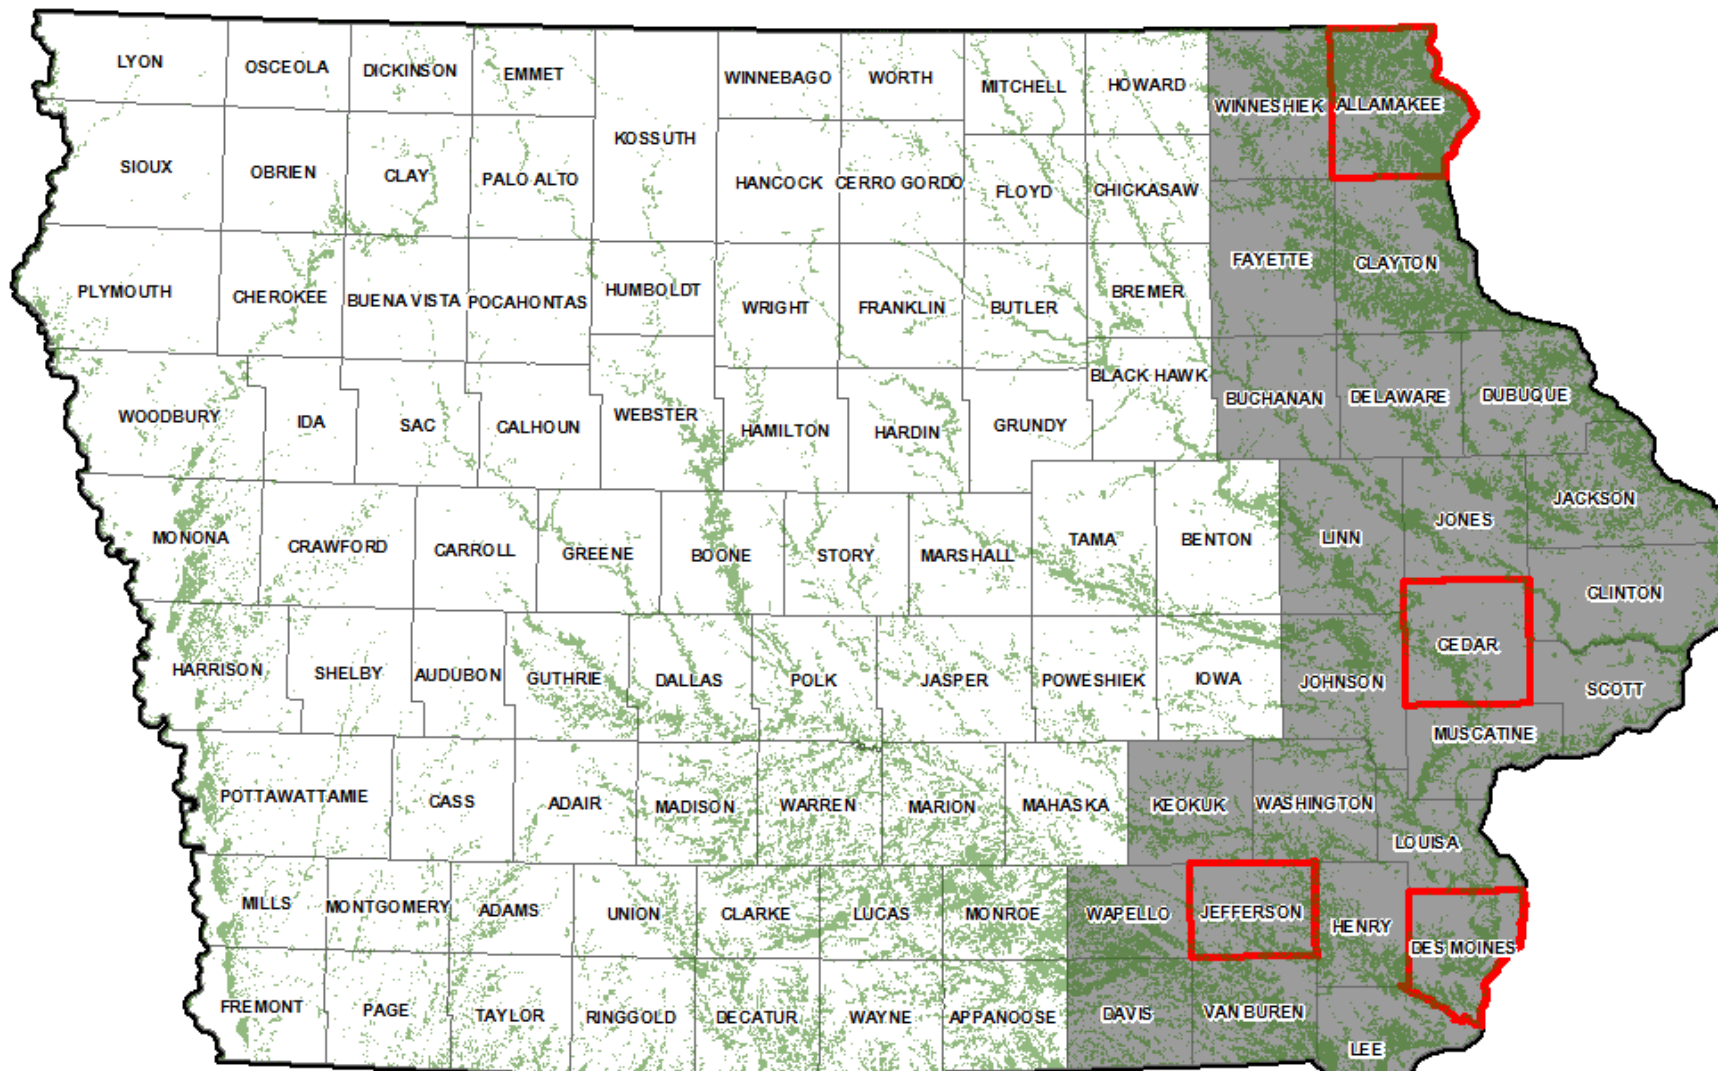 LYON
OSCEOLA
DICKINSON
EMMET
WINNEBAGO
WORTH
MITCHELL
HOWARD
WINNESHIEK
ALLAMAKEE
KOSSUTH
SIOUX
OBRIEN
CLAY
PALO ALTO
HANCOCK
CERRO GORDO
FLOYD
CHICKASAW
FAYETTE
CLAYTON
PLYMOUTH
CHEROKEE
BUENA VISTA
POCAHONTAS
HUMBOLDT
WRIGHT
FRANKLIN
BUTLER
BREMER
BLACK HAWK
WOODBURY
IDA
SAC
CALHOUN
WEBSTER
HAMILTON
HARDIN
GRUNDY
BUCHANAN
DELAWARE
DUBUQUE
MONONA
CRAWFORD
CARROLL
GREENE
BOONE
STORY
MARSHALL
TAMA
BENTON
LINN
JONES
JACKSON
CLINTON
CEDAR
HARRISON
SHELBY
AUDUBON
GUTHRIE
DALLAS
POLK
JASPER
POWESHIEK
IOWA
JOHNSON
SCOTT
MUSCATINE
POTTAWATTAMIE
CASS
ADAIR
MADISON
WARREN
MARION
MAHASKA
KEOKUK
WASHINGTON
LOUISA
MILLS
MONTGOMERY
ADAMS
UNION
CLARKE
LUCAS
MONROE
WAPELLO
JEFFERSON
HENRY
DES MOINES
FREMONT
PAGE
TAYLOR
RINGGOLD
DECATUR
WAYNE
APPANOOSE
DAVIS
VAN BUREN
LEE